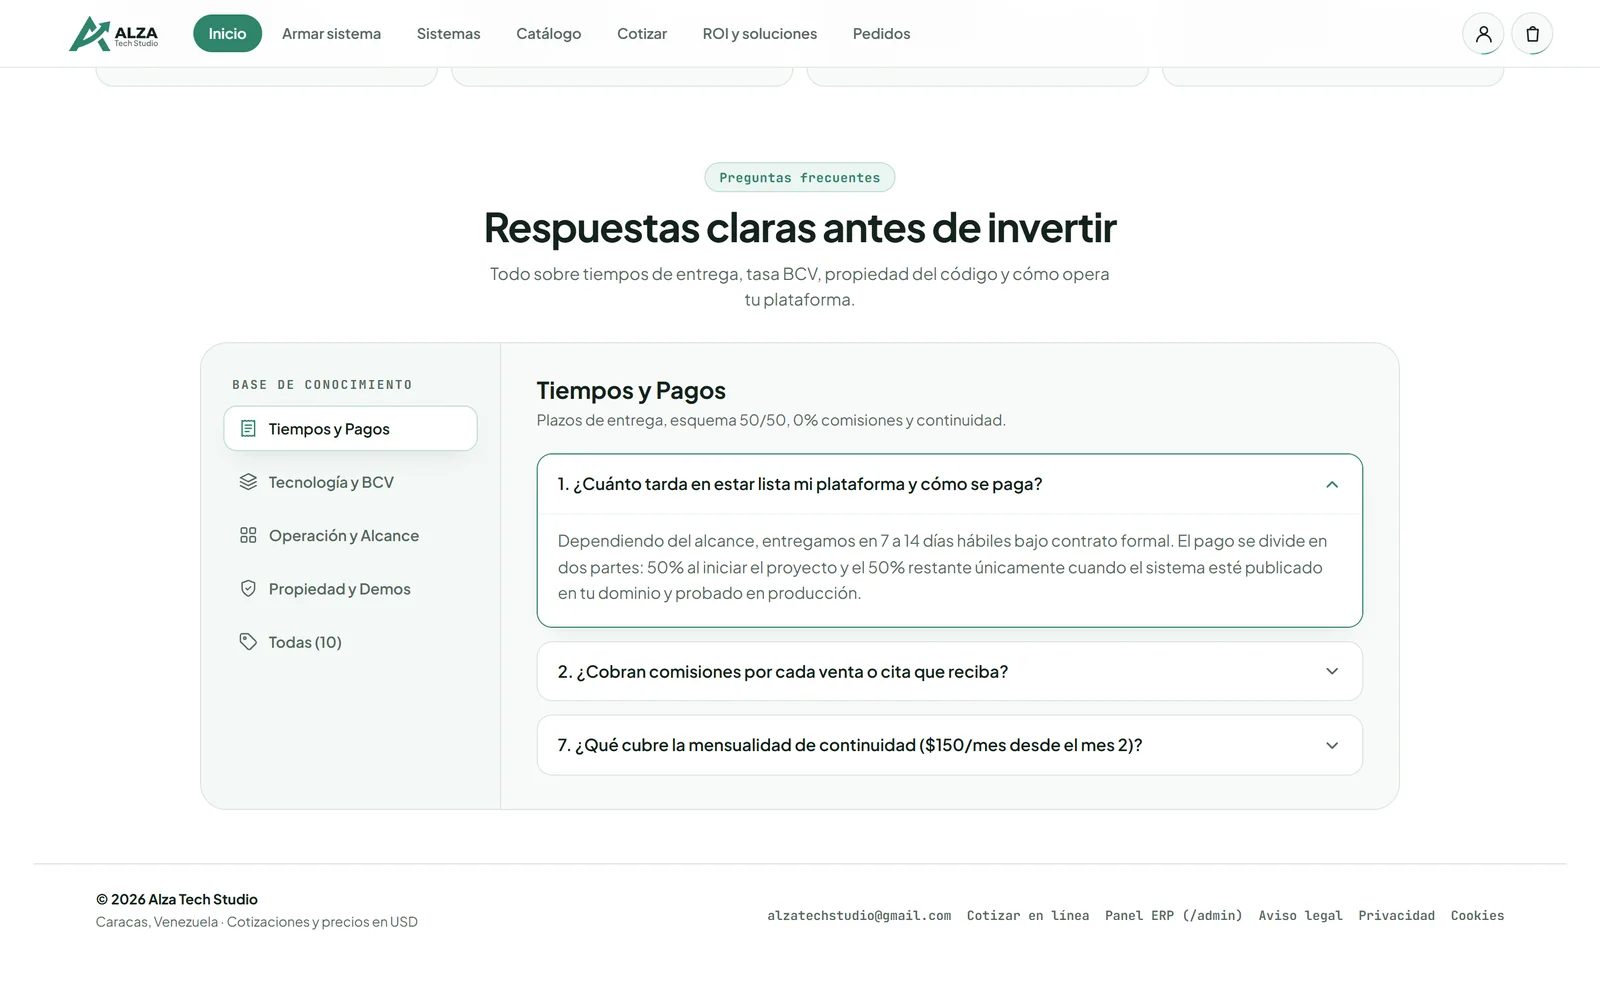 ALZA
Tech Studio
Inicio
Armar sistema
Sistemas
Catálogo
Cotizar
ROI y soluciones
Pedidos
Preguntas frecuentes
Respuestas claras antes de invertir
Todo sobre tiempos de entrega, tasa BCV, propiedad del código y cómo opera
tu plataforma.
BASE DE CONOCIMIENTO
Tiempos y Pagos
Tecnología y BCV
Operación y Alcance
Propiedad y Demos
Todas (10)
Tiempos y Pagos
Plazos de entrega, esquema 50/50, 0% comisiones y continuidad.
1. ¿Cuánto tarda en estar lista mi plataforma y cómo se paga?
Dependiendo del alcance, entregamos en 7 a 14 días hábiles bajo contrato formal. El pago se divide en
dos partes: 50% al iniciar el proyecto y el 50% restante únicamente cuando el sistema esté publicado
en tu dominio y probado en producción.
2. ¿Cobran comisiones por cada venta o cita que reciba?
7. ¿Qué cubre la mensualidad de continuidad ($150/mes desde el mes 2)?
© 2026 Alza Tech Studio
Caracas, Venezuela · Cotizaciones y precios en USD
alzatechstudio@gmail.com
Cotizar en línea
Panel ERP (/admin)
Aviso legal
Privacidad
Cookies